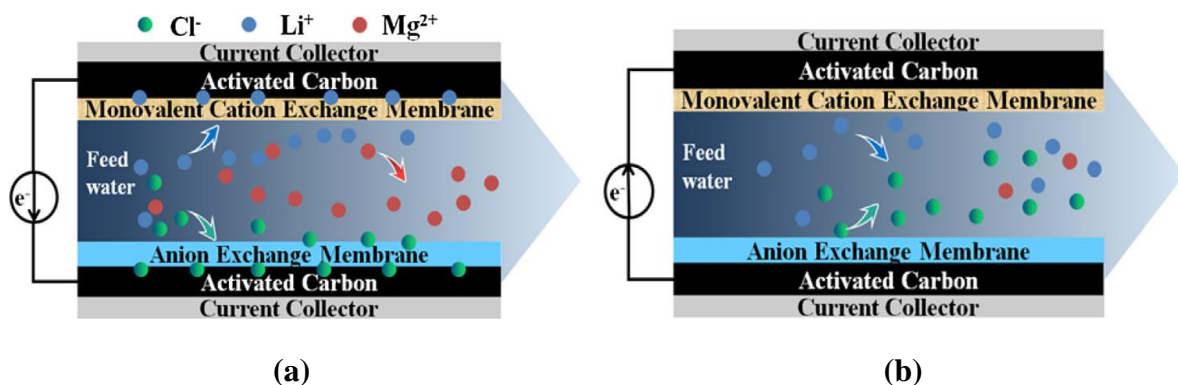 Cl⁻ Li⁺ Mg²⁺
Current Collector
Activated Carbon
Monovalent Cation Exchange Membrane
Feed
water
e⁻
Anion Exchange Membrane
Activated Carbon
Current Collector
(a)
Current Collector
Activated Carbon
Monovalent Cation Exchange Membrane
Feed
water
e⁻
Anion Exchange Membrane
Activated Carbon
Current Collector
(b)